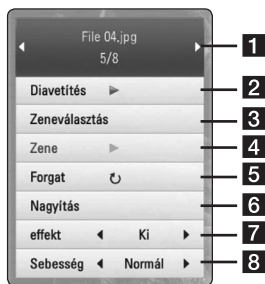 File 04.jpg
5/8
1
Diavetítés
2
Zeneválasztás
3
Zene
4
Forgat
5
Nagyítás
6
effekt Ki
7
Sebesség Normál
8